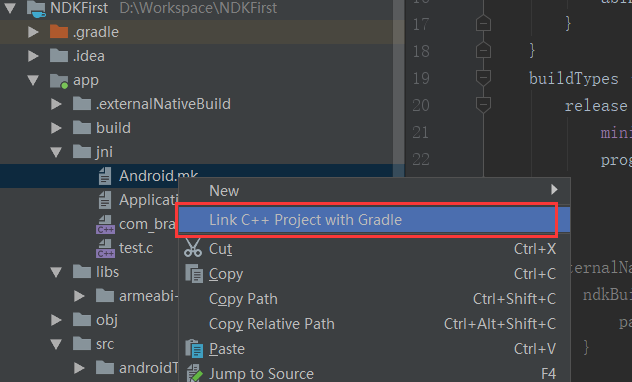 NDKFirst D:\Workspace\NDKFirst
.gradle
.idea
app
.externalNativeBuild
build
jni
Android.mk
Applicati
com_bra
test.c
libs
armeabi-
obj
src
androidT
New
Link C++ Project with Gradle
Cut Ctrl+X
Copy Ctrl+C
Copy Path Ctrl+Shift+C
Copy Relative Path Ctrl+Alt+Shift+C
Paste Ctrl+V
Jump to Source F4
17 }
18 }
19 buildTypes
20 release
21 mini
22 prog
ternalNa
ndkBui
pa
}